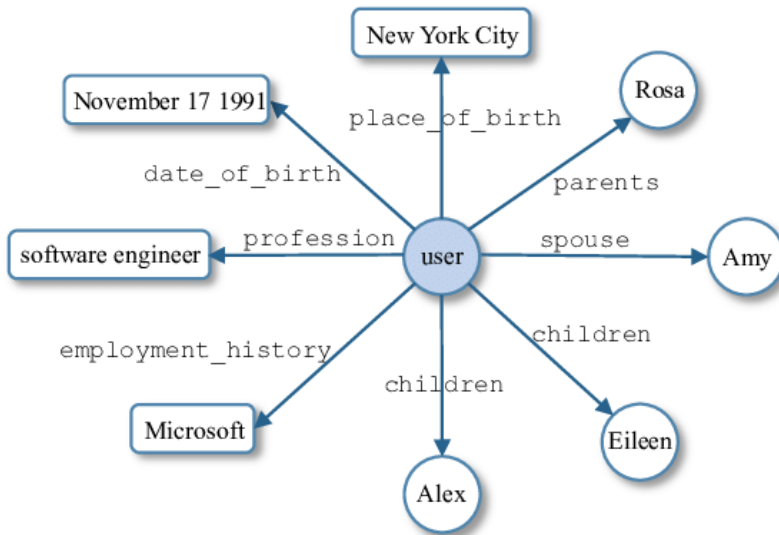 New York City
Rosa
November 17 1991
place_of_birth
date_of_birth
parents
profession
spouse
software engineer
user
Amy
children
employment_history
children
Microsoft
Eileen
Alex